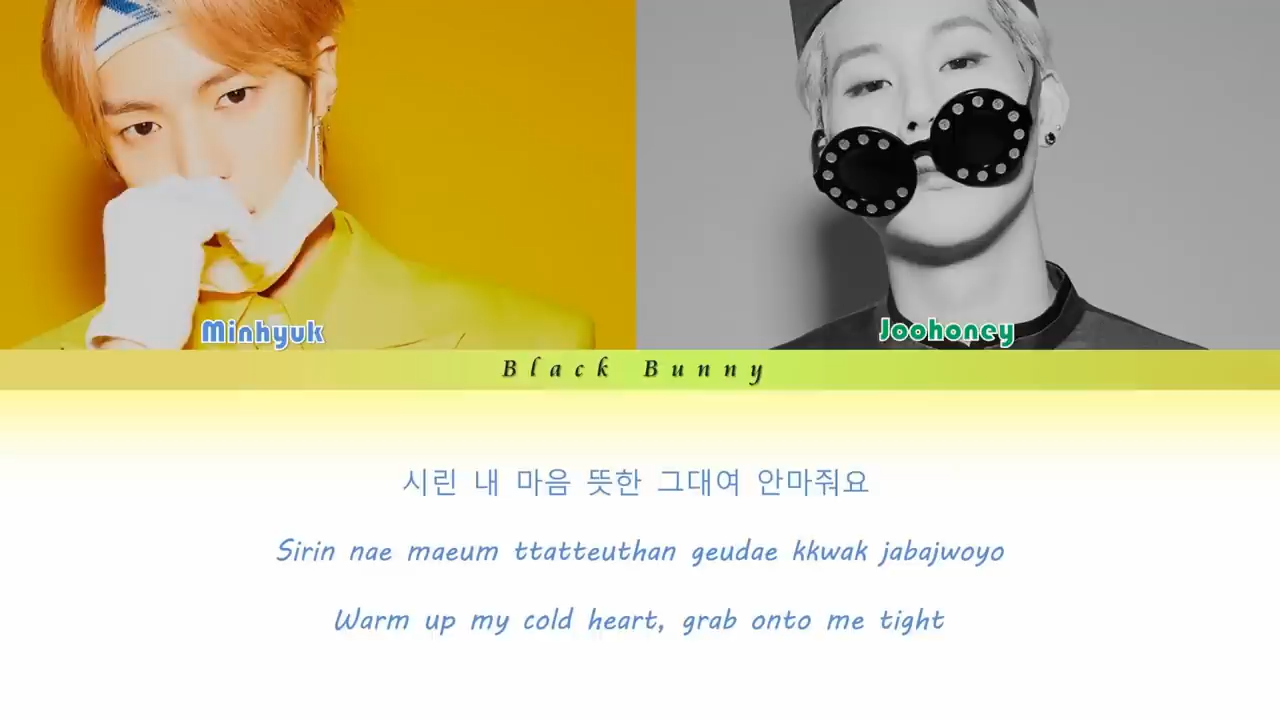 Minhyuk
Joohoney
Black Bunny
시린 내 마음 뜻한 그대여 안마줘요
Sirin nae maeum ttatteuthan geudae kkwak jabajwoyo
Warm up my cold heart, grab onto me tight